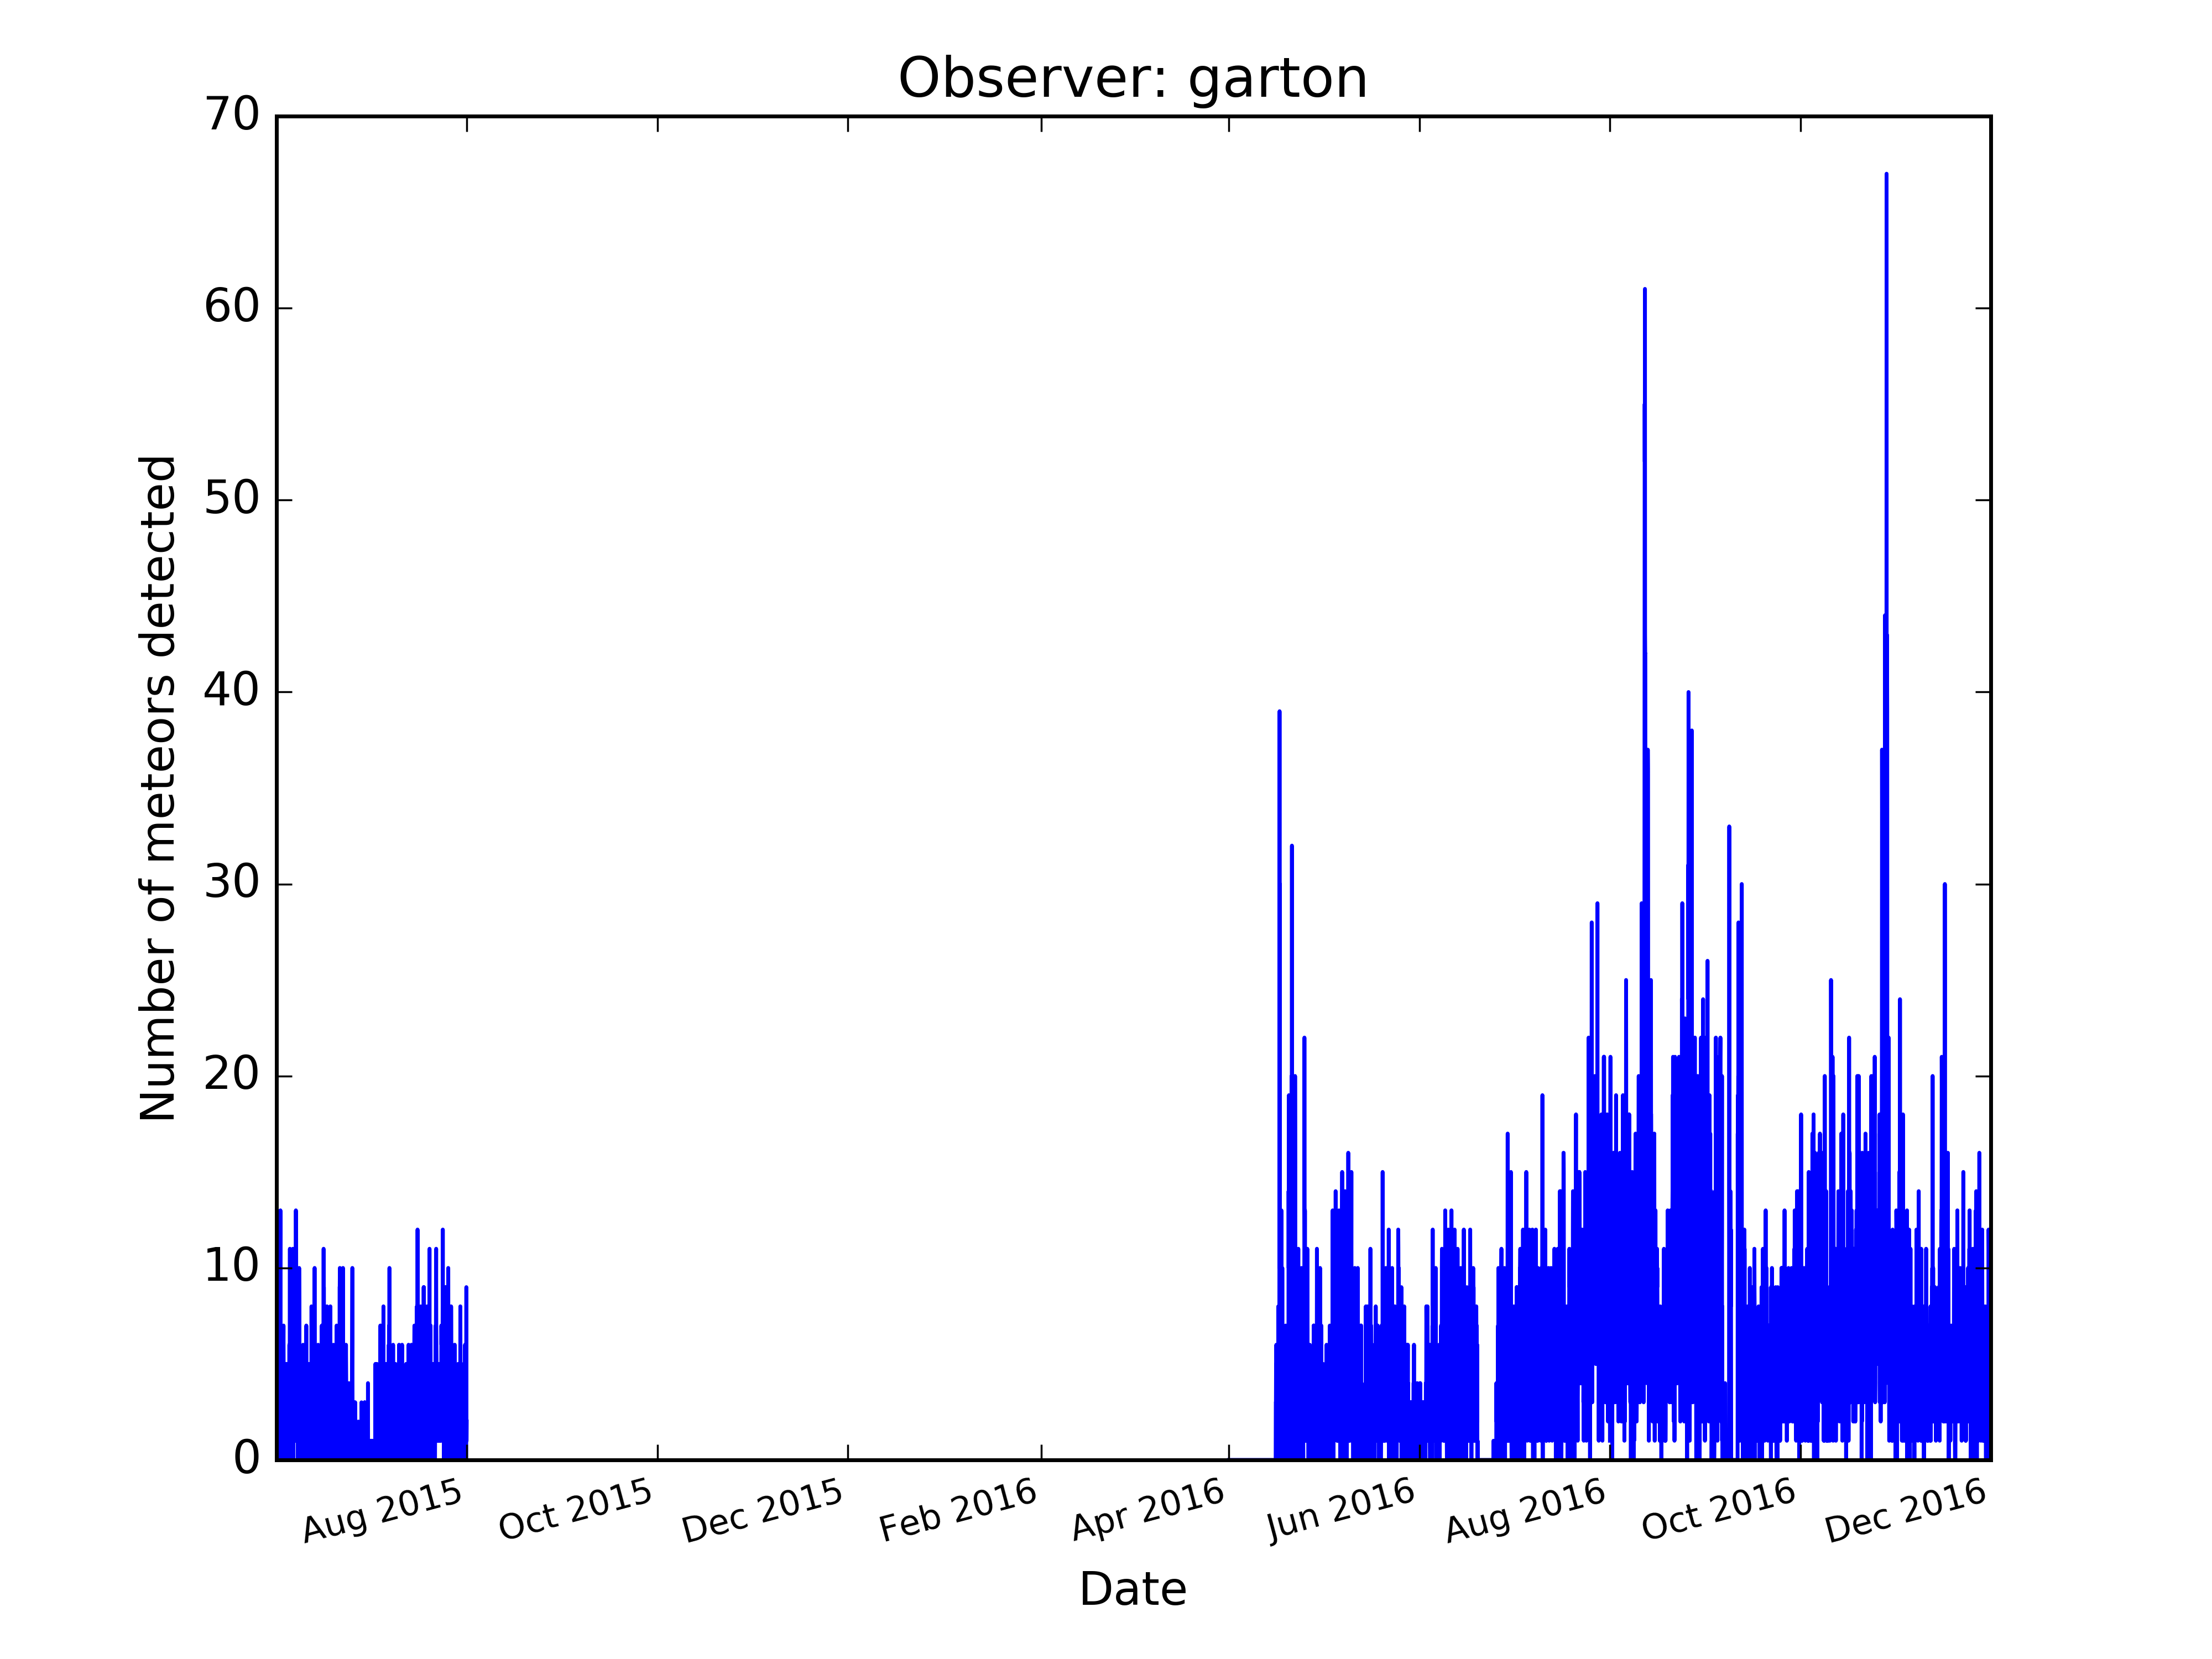 Observer: garton
70
60
50
40
30
20
10
0
Number of meteors detected
Aug 2015
Oct 2015
Dec 2015
Feb 2016
Apr 2016
Jun 2016
Aug 2016
Oct 2016
Dec 2016
Date